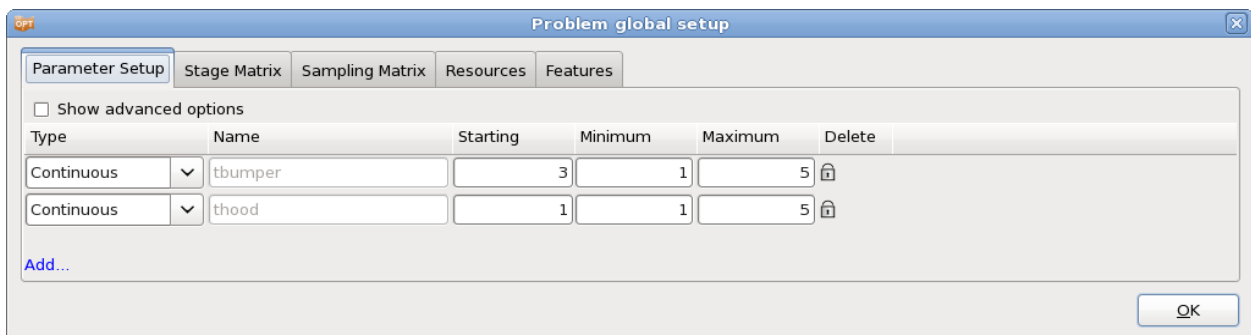 OPT Problem global setup
Parameter Setup Stage Matrix Sampling Matrix Resources Features
Show advanced options
Type Name Starting Minimum Maximum Delete
Continuous tbumper 3 1 5
Continuous thood 1 1 5
Add...
OK